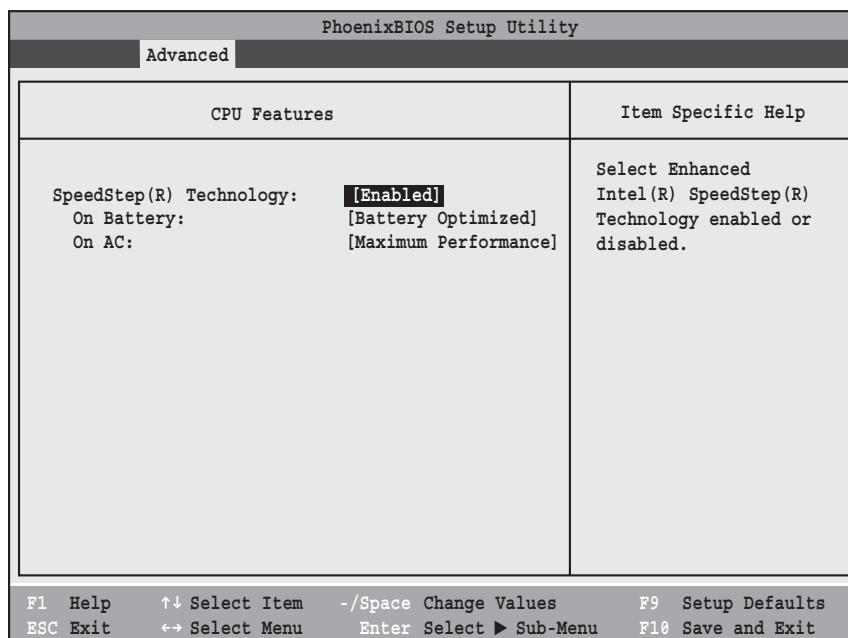 PhoenixBIOS Setup Utility
Advanced
CPU Features
Item Specific Help
SpeedStep(R) Technology: [Enabled]
On Battery: [Battery Optimized]
On AC: [Maximum Performance]
Select Enhanced
Intel(R) SpeedStep(R)
Technology enabled or
disabled.
F1 Help ↑↓ Select Item -/Space Change Values F9 Setup Defaults
ESC Exit ←→ Select Menu Enter Select ▶ Sub-Menu F10 Save and Exit